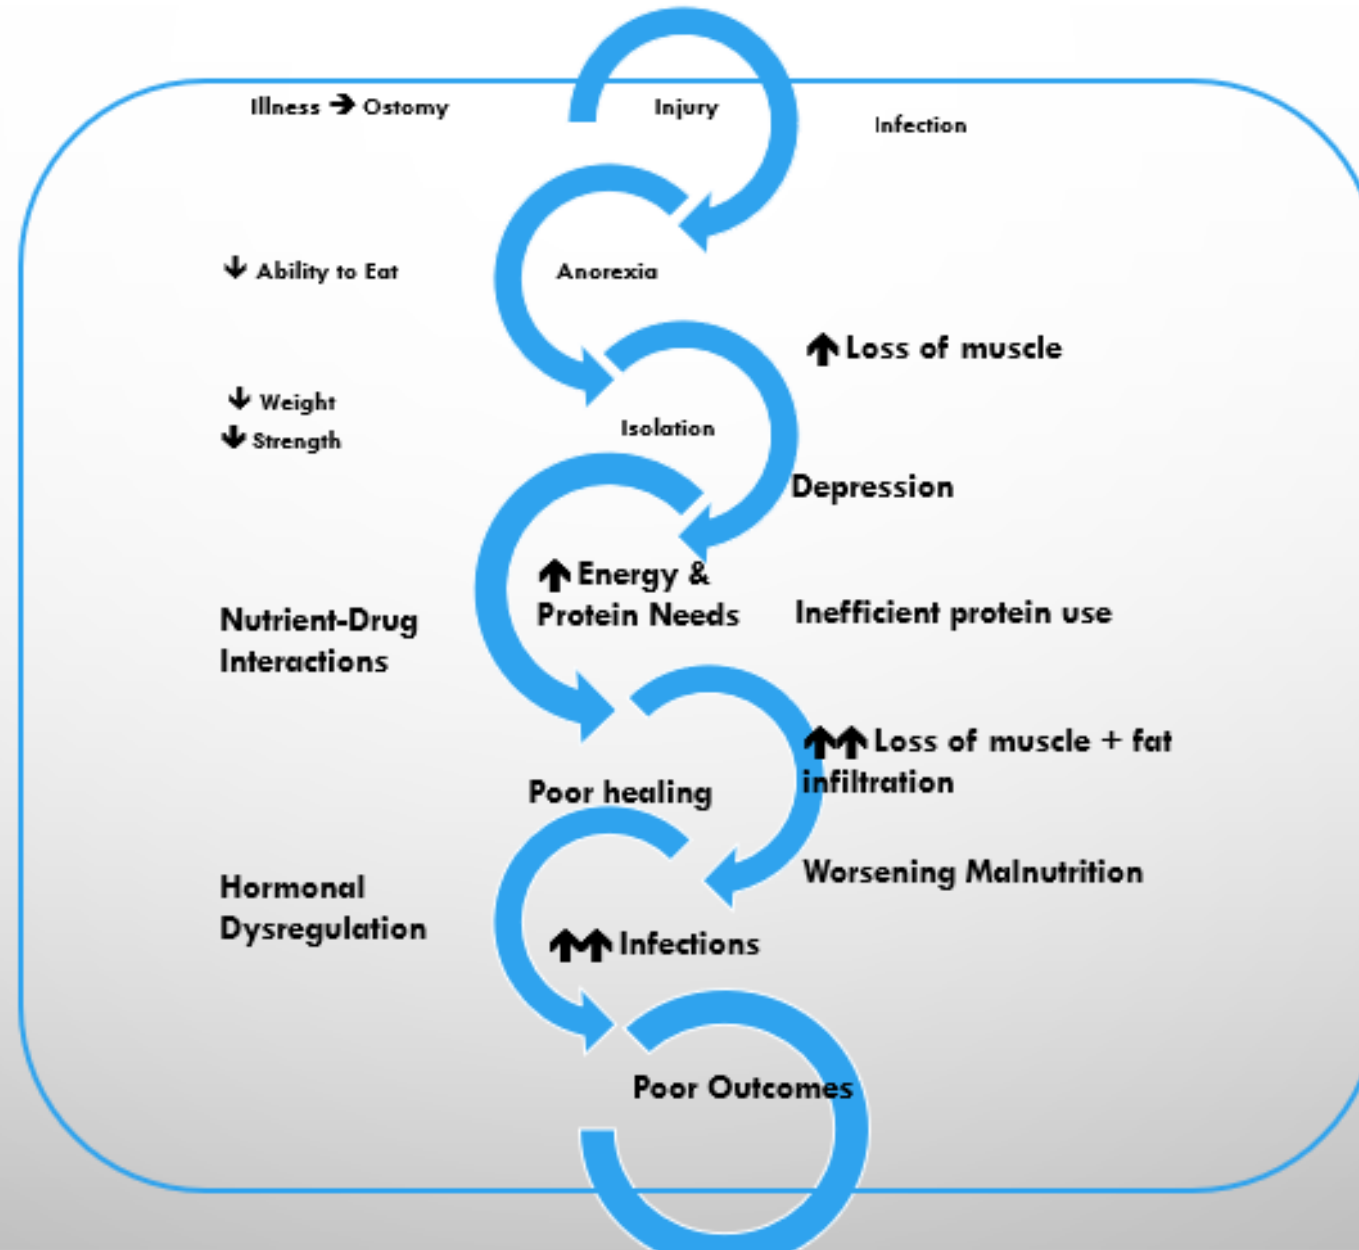 Illness → Ostomy
Injury
Infection
↓ Ability to Eat
Anorexia
↑ Loss of muscle
↓ Weight
↓ Strength
Isolation
Depression
↑ Energy &
Protein Needs
Nutrient-Drug
Interactions
Inefficient protein use
↑↑ Loss of muscle + fat
infiltration
Poor healing
Worsening Malnutrition
Hormonal
Dysregulation
↑↑ Infections
Poor Outcomes